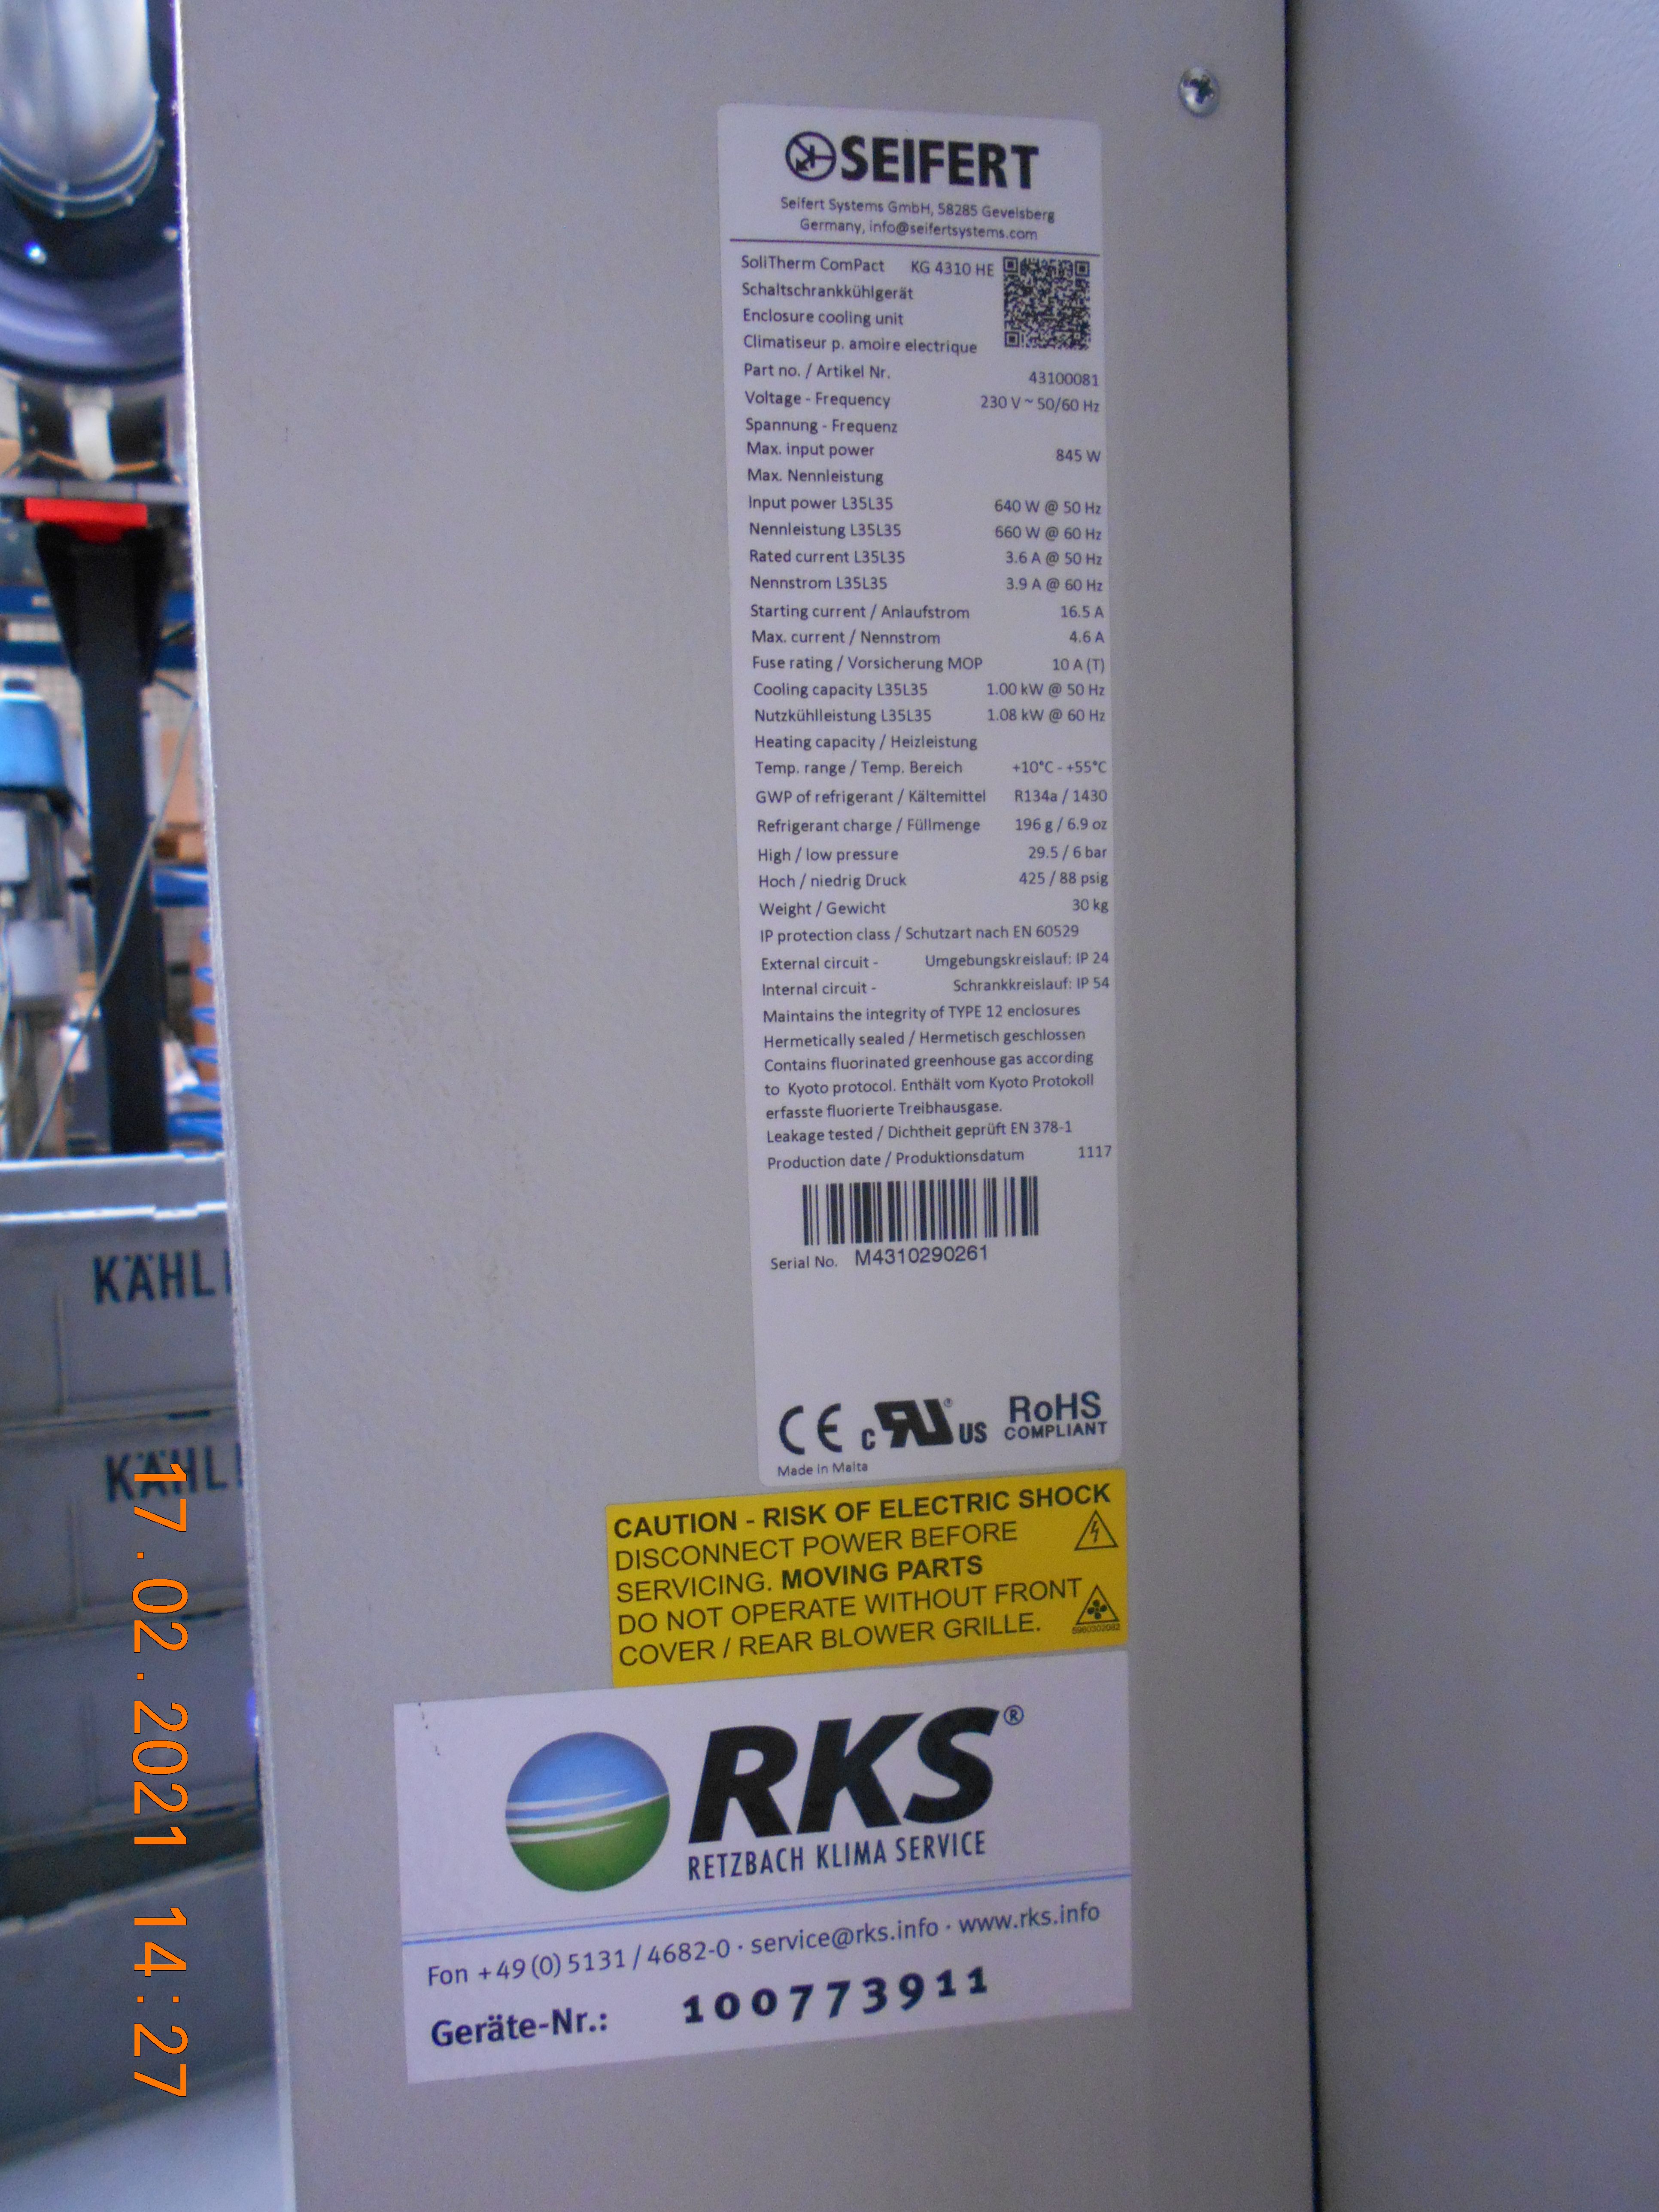 SEIFERT
Seifert Systems GmbH, 58285 Gevelsberg
Germany, info@seifertsystems.com
SoliTherm ComPact KG 4310 HE
Schaltschrankkühlgerät
Enclosure cooling unit
Climatiseur p. amoire electrique
Part no. / Artikel Nr. 43100081
Voltage - Frequency 230 V ~ 50/60 Hz
Spannung - Frequenz
Max. input power 845 W
Max. Nennleistung
Input power L35L35 640 W @ 50 Hz
Nennleistung L35L35 660 W @ 60 Hz
Rated current L35L35 3.6 A @ 50 Hz
Nennstrom L35L35 3.9 A @ 60 Hz
Starting current / Anlaufstrom 16.5 A
Max. current / Nennstrom 4.6 A
Fuse rating / Vorsicherung MOP 10 A (T)
Cooling capacity L35L35 1.00 kW @ 50 Hz
Nutzkühlleistung L35L35 1.08 kW @ 60 Hz
Heating capacity / Heizleistung
Temp. range / Temp. Bereich +10°C - +55°C
GWP of refrigerant / Kältemittel R134a / 1430
Refrigerant charge / Füllmenge 196 g / 6.9 oz
High / low pressure 29.5 / 6 bar
Hoch / niedrig Druck 425 / 88 psig
Weight / Gewicht 30 kg
IP protection class / Schutzart nach EN 60529
External circuit - Umgebungskreislauf: IP 24
Internal circuit - Schrankkreislauf: IP 54
Maintains the integrity of TYPE 12 enclosures
Hermetically sealed / Hermetisch geschlossen
Contains fluorinated greenhouse gas according
to Kyoto protocol. Enthält vom Kyoto Protokoll
erfasste fluorierte Treibhausgase.
Leakage tested / Dichtheit geprüft EN 378-1
Production date / Produktionsdatum 1117
Serial No. M4310290261
CE c RU ® US RoHS
COMPLIANT
Made in Malta
CAUTION - RISK OF ELECTRIC SHOCK
DISCONNECT POWER BEFORE
SERVICING. MOVING PARTS
DO NOT OPERATE WITHOUT FRONT
COVER / REAR BLOWER GRILLE.
RKS®
RETZBACH KLIMA SERVICE
Fon +49 (0) 5131 / 4682-0 · service@rks.info · www.rks.info
Geräte-Nr.: 100773911
KÄHL
KÄHL
17.02.2021 14:27